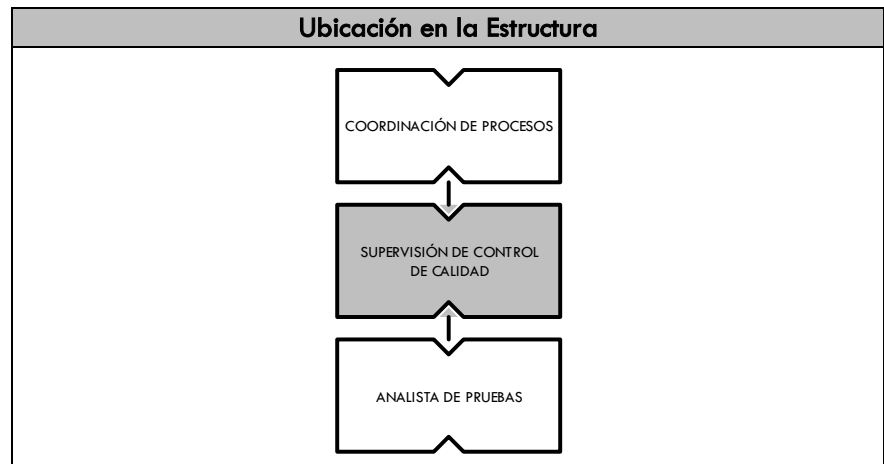 Ubicación en la Estructura
COORDINACIÓN DE PROCESOS
SUPERVISIÓN DE CONTROL
DE CALIDAD
ANALISTA DE PRUEBAS